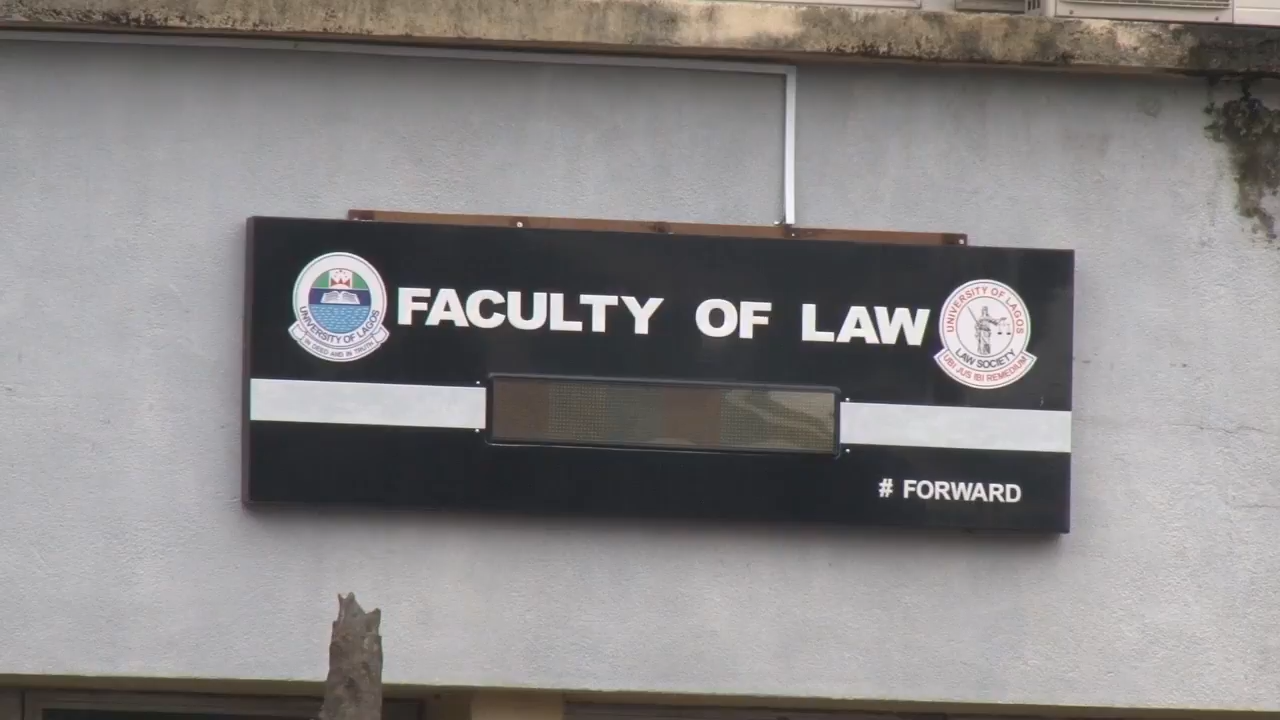 UNIVERSITY OF LAGOS
IN DEED AND IN TRUTH
FACULTY OF LAW
UNIVERSITY OF LAGOS
LAW SOCIETY
UBI JUS IBI REMEDIUM
# FORWARD